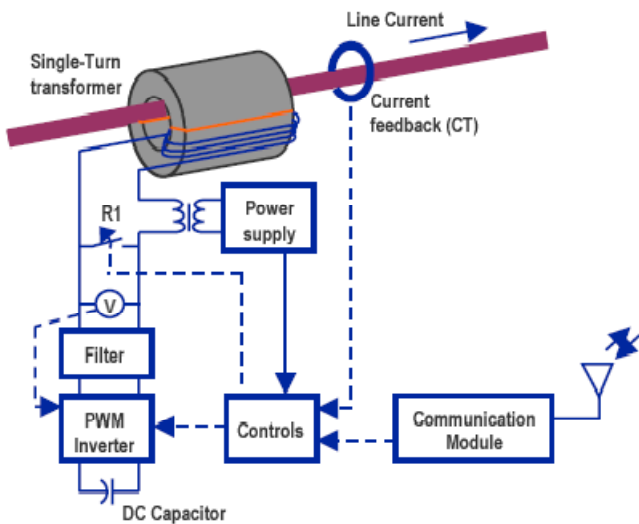 Line Current
Single-Turn
transformer
Current
feedback (CT)
R1
Power
supply
V
Filter
PWM
Inverter
Controls
Communication
Module
DC Capacitor